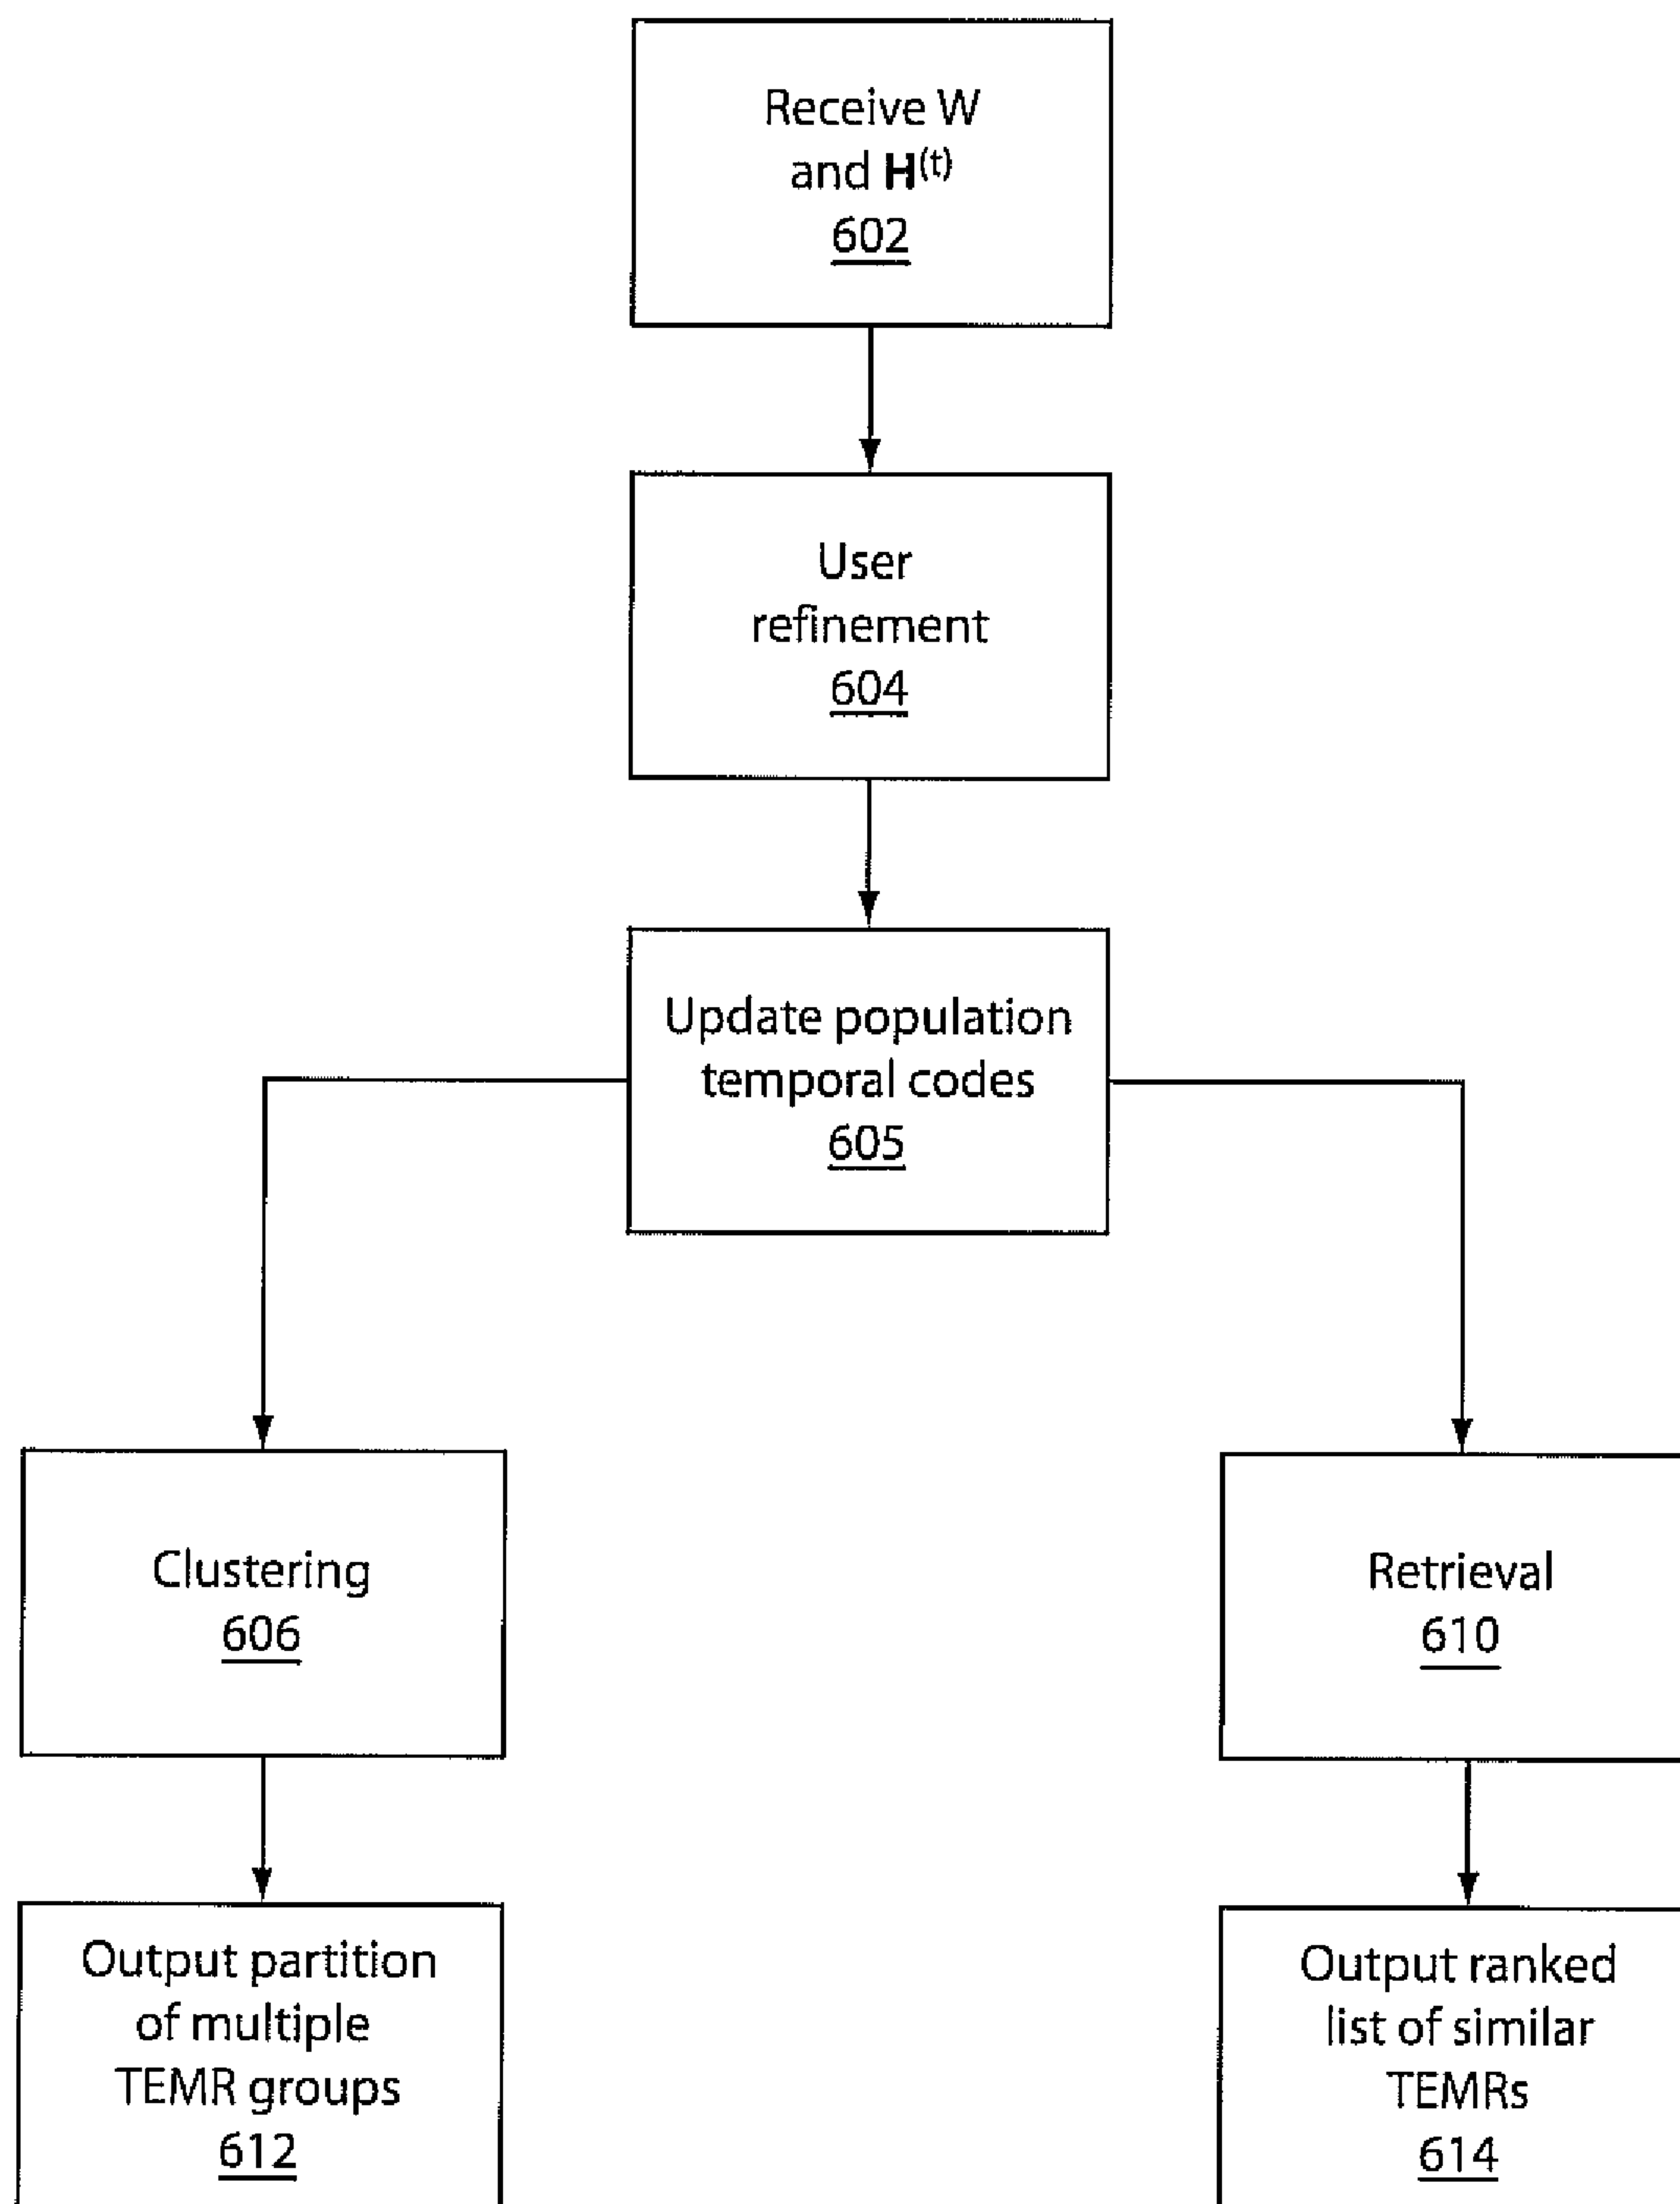 Receive W
and H(t)
602
User
refinement
604
Update population
temporal codes
605
Clustering
606
Retrieval
610
Output partition
of multiple
TEMR groups
612
Output ranked
list of similar
TEMRs
614